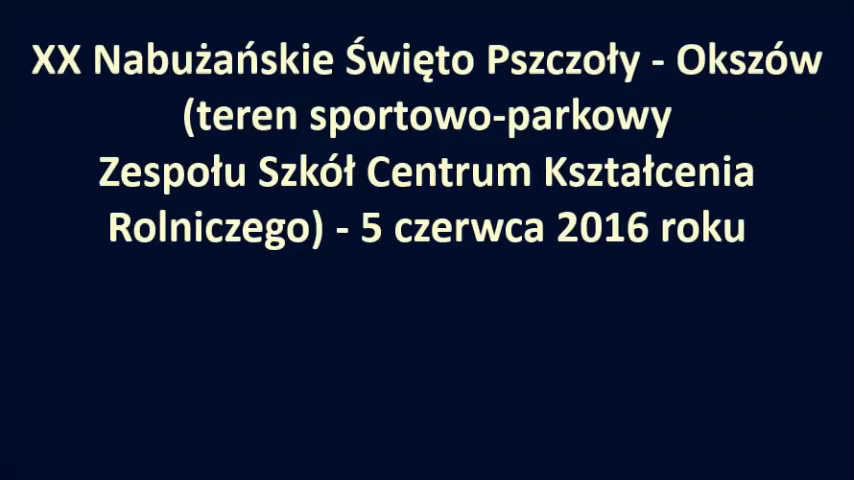 XX Nabużańskie Święto Pszczoły - Okszów
(teren sportowo-parkowy
Zespołu Szkół Centrum Kształcenia
Rolniczego) - 5 czerwca 2016 roku